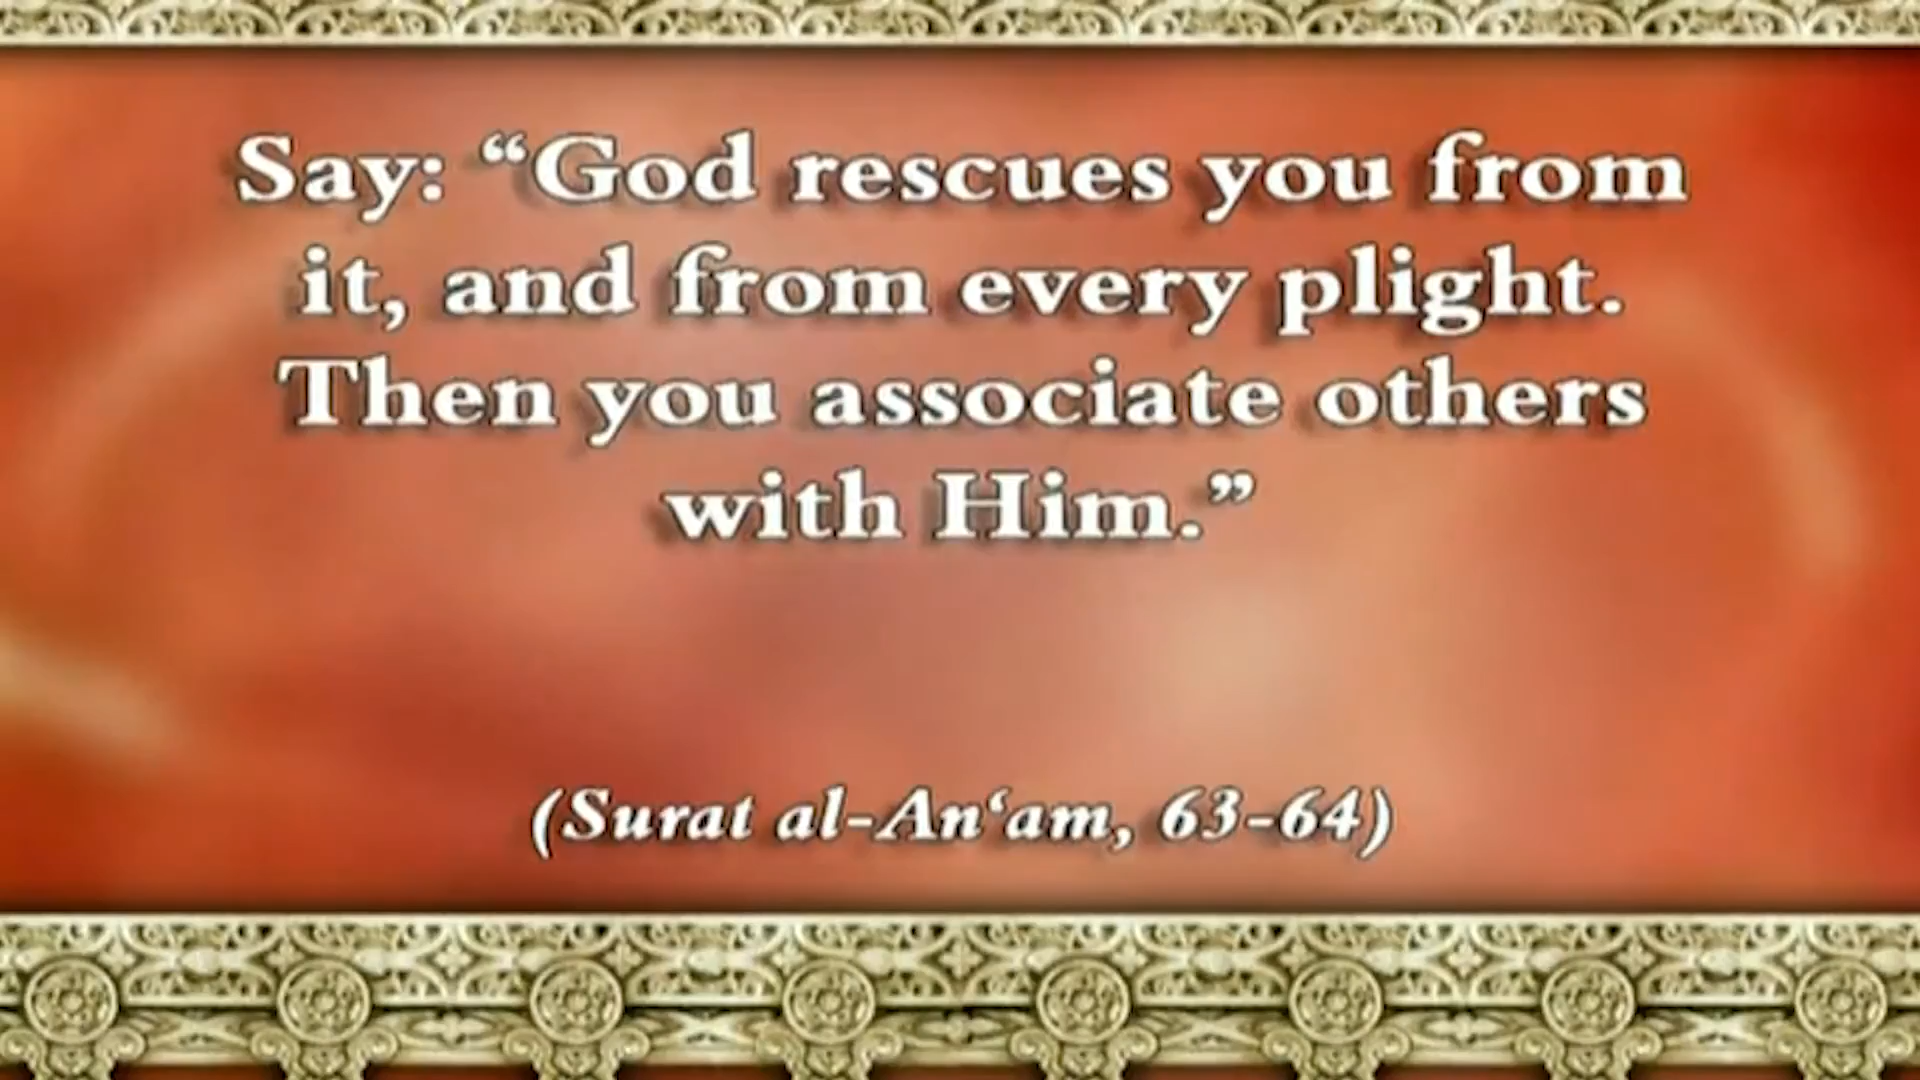 Say: “God rescues you from
it, and from every plight.
Then you associate others
with Him.”
(Surat al-An‘am, 63-64)